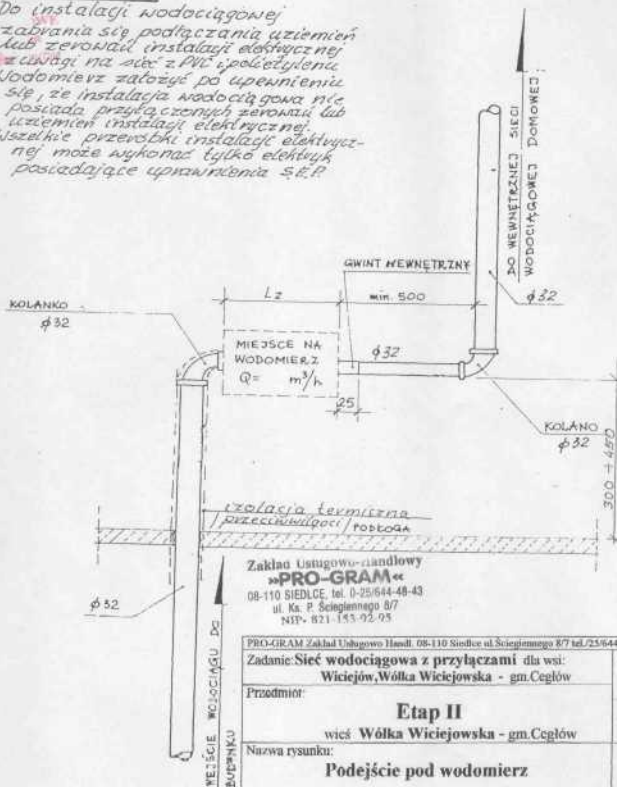 Do instalacji wodociągowej
zabrania się podłączania uziemień
lub zerowań instalacji elektrycznej
z uwagi na sieć z PVC i polietylenu
Wodomierz założyć po upewnieniu
się, że instalacja wodociągowa nie
posiada przyłączonych zerowań lub
uziemień instalacji elektrycznej.
Wszelkie przeróbki instalacji elektrycz-
nej może wykonać tylko elektryk
posiadające uprawnienia S.E.P.
DO WEWNĘTRZNEJ SIECI
WODOCIĄGOWEJ DOMOWEJ
GWINT WEWNĘTRZNY
Lz
min. 500
ϕ32
KOLANKO
ϕ32
MIEJSCE NA
WODOMIERZ
Q= m³/h
ϕ32
25
KOLANO
ϕ32
300 ÷ 450
izolacja termiczna
przeciwwilgoci
PODŁOGA
ϕ32
WEJŚCIE WODOCIĄGU DO
BUDYNKU
Zakład Usługowo-Handlowy
»PRO-GRAM«
08-110 SIEDLCE, tel. 0-25/644-48-43
ul. Ks. P. Ściegiennego 8/7
NIP- 821-153-92-95
PRO-GRAM Zakład Usługowo Handl. 08-110 Siedlce ul.Ściegiennego 8/7 tel./25/644
Zadanie: Sieć wodociągowa z przyłączami dla wsi:
Wiciejów,Wólka Wiciejowska - gm.Cegłów
Przedmiot:
Etap II
wieś Wólka Wiciejowska - gm.Cegłów
Nazwa rysunku:
Podejście pod wodomierz